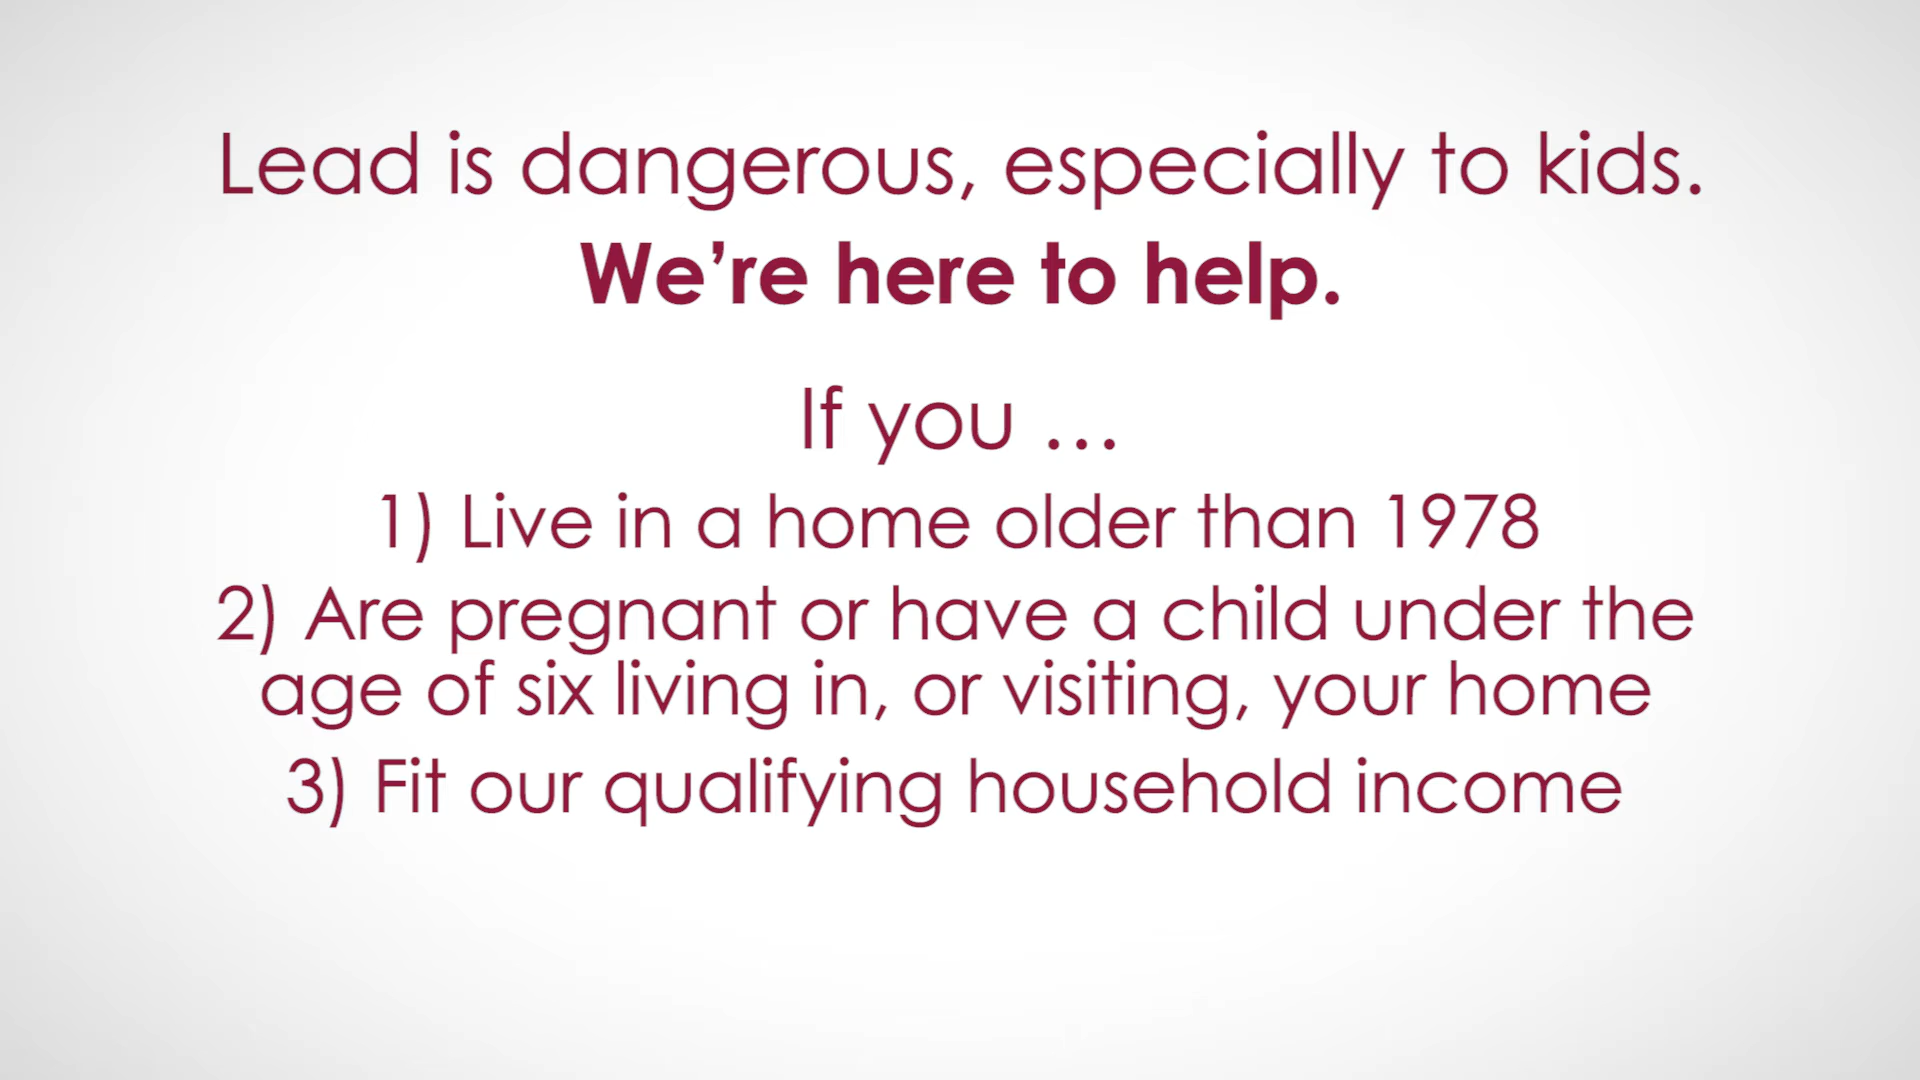 Lead is dangerous, especially to kids.
We’re here to help.
If you ...
1) Live in a home older than 1978
2) Are pregnant or have a child under the
age of six living in, or visiting, your home
3) Fit our qualifying household income